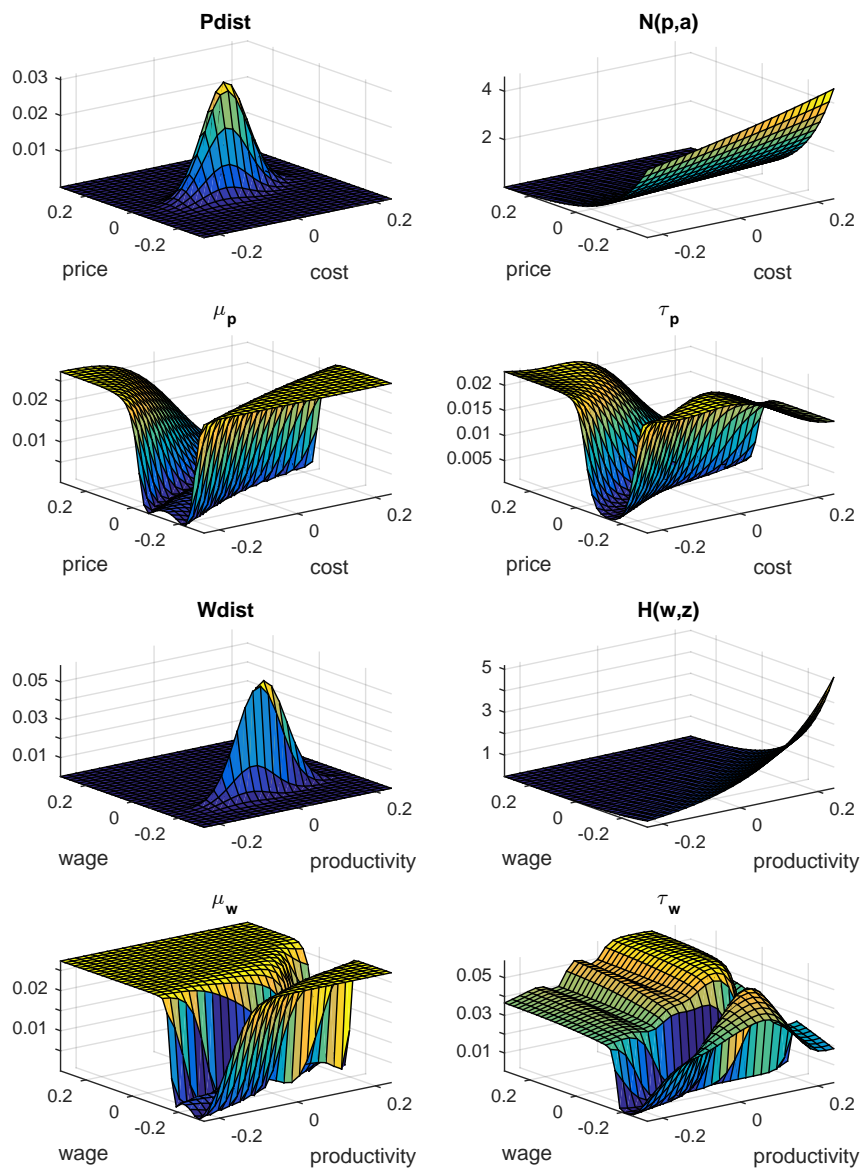 Pdist
N(p,a)
0.03
0.02
0.01
0.2
0
-0.2
price
-0.2
0
0.2
cost
4
2
0.2
0
-0.2
price
-0.2
0
0.2
cost
μp
τp
0.02
0.01
0.2
0
-0.2
price
-0.2
0
0.2
cost
0.02
0.015
0.01
0.005
0.2
0
-0.2
price
-0.2
0
0.2
cost
Wdist
H(w,z)
0.05
0.03
0.01
0.2
0
-0.2
wage
-0.2
0
0.2
productivity
5
3
1
0.2
0
-0.2
wage
-0.2
0
0.2
productivity
μw
τw
0.02
0.01
0.2
0
-0.2
wage
-0.2
0
0.2
productivity
0.05
0.03
0.01
0.2
0
-0.2
wage
-0.2
0
0.2
productivity